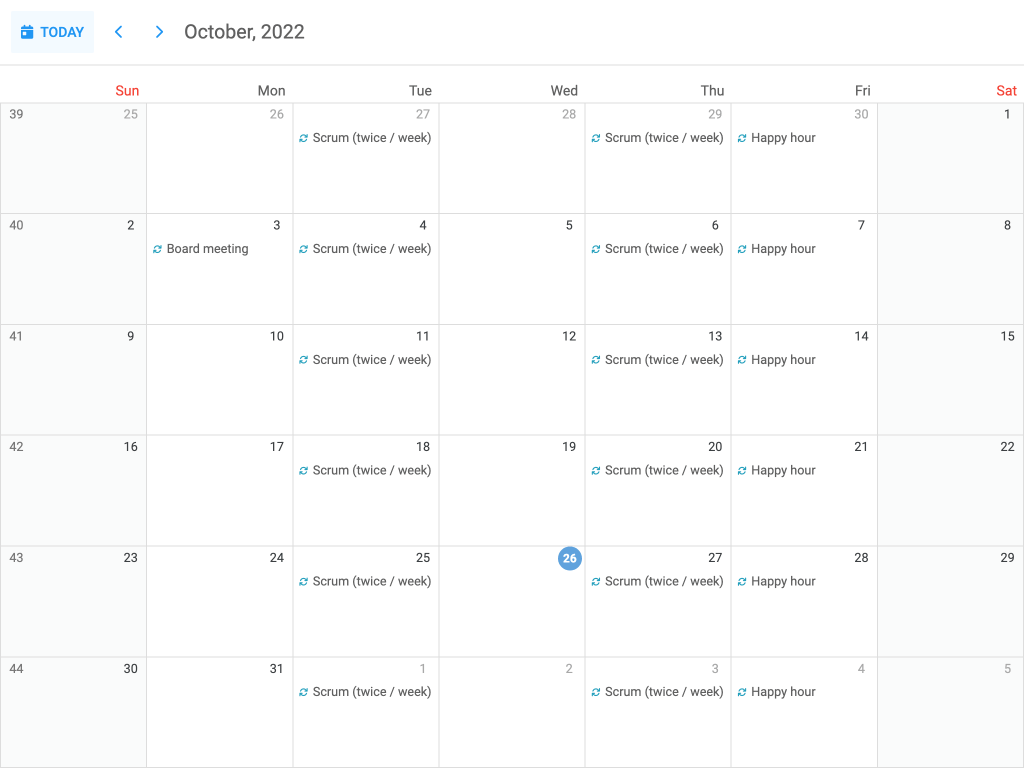 TODAY October, 2022
Sun Mon Tue Wed Thu Fri Sat
39 25 26 27 28 29 30 1
Scrum (twice / week) Scrum (twice / week) Happy hour
40 2 3 4 5 6 7 8
Board meeting Scrum (twice / week) Scrum (twice / week) Happy hour
41 9 10 11 12 13 14 15
Scrum (twice / week) Scrum (twice / week) Happy hour
42 16 17 18 19 20 21 22
Scrum (twice / week) Scrum (twice / week) Happy hour
43 23 24 25 26 27 28 29
Scrum (twice / week) Scrum (twice / week) Happy hour
44 30 31 1 2 3 4 5
Scrum (twice / week) Scrum (twice / week) Happy hour